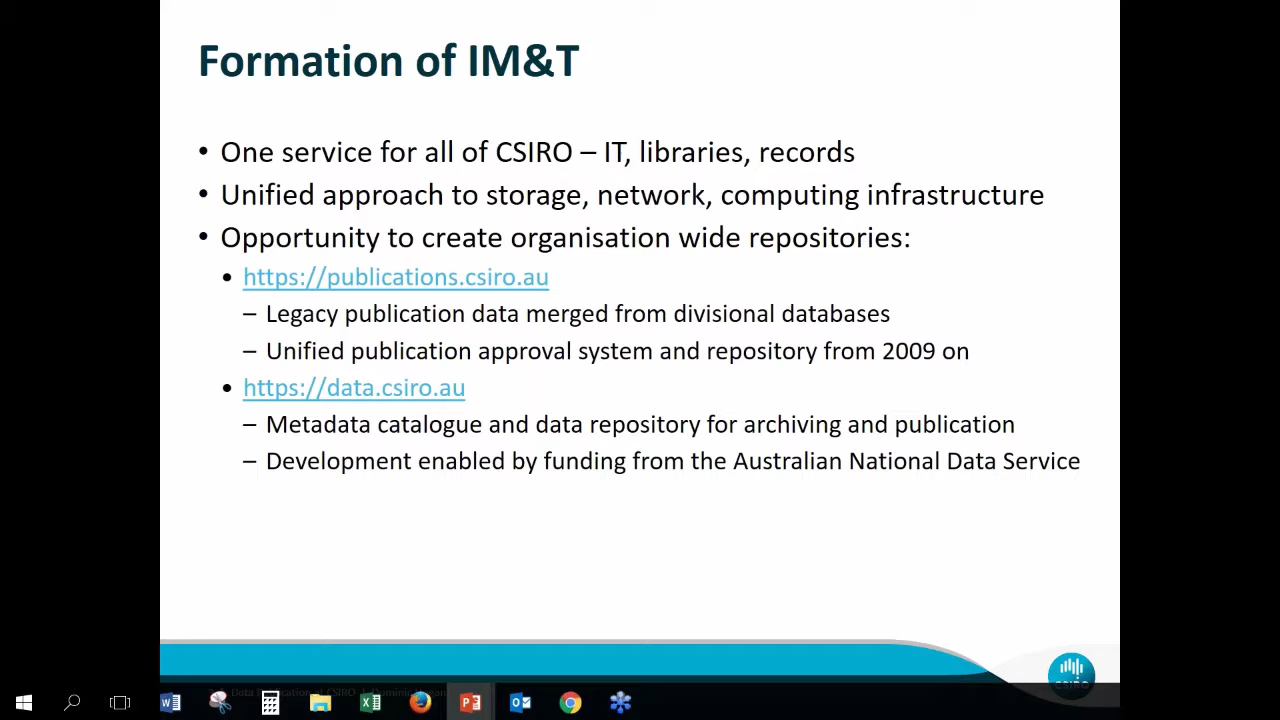 Formation of IM&T
• One service for all of CSIRO – IT, libraries, records
• Unified approach to storage, network, computing infrastructure
• Opportunity to create organisation wide repositories:
• https://publications.csiro.au
– Legacy publication data merged from divisional databases
– Unified publication approval system and repository from 2009 on
• https://data.csiro.au
– Metadata catalogue and data repository for archiving and publication
– Development enabled by funding from the Australian National Data Service
CSIRO